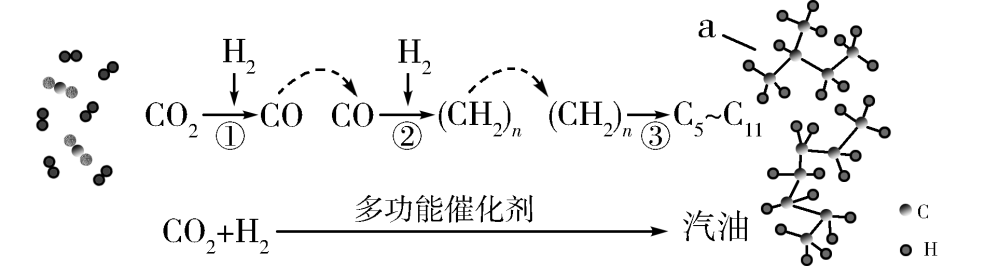 a
H₂ H₂
CO₂ ① CO CO ② (CH₂)ₙ (CH₂)ₙ ③ C₅~C₁₁
多功能催化剂
CO₂+H₂ 汽油
C
H